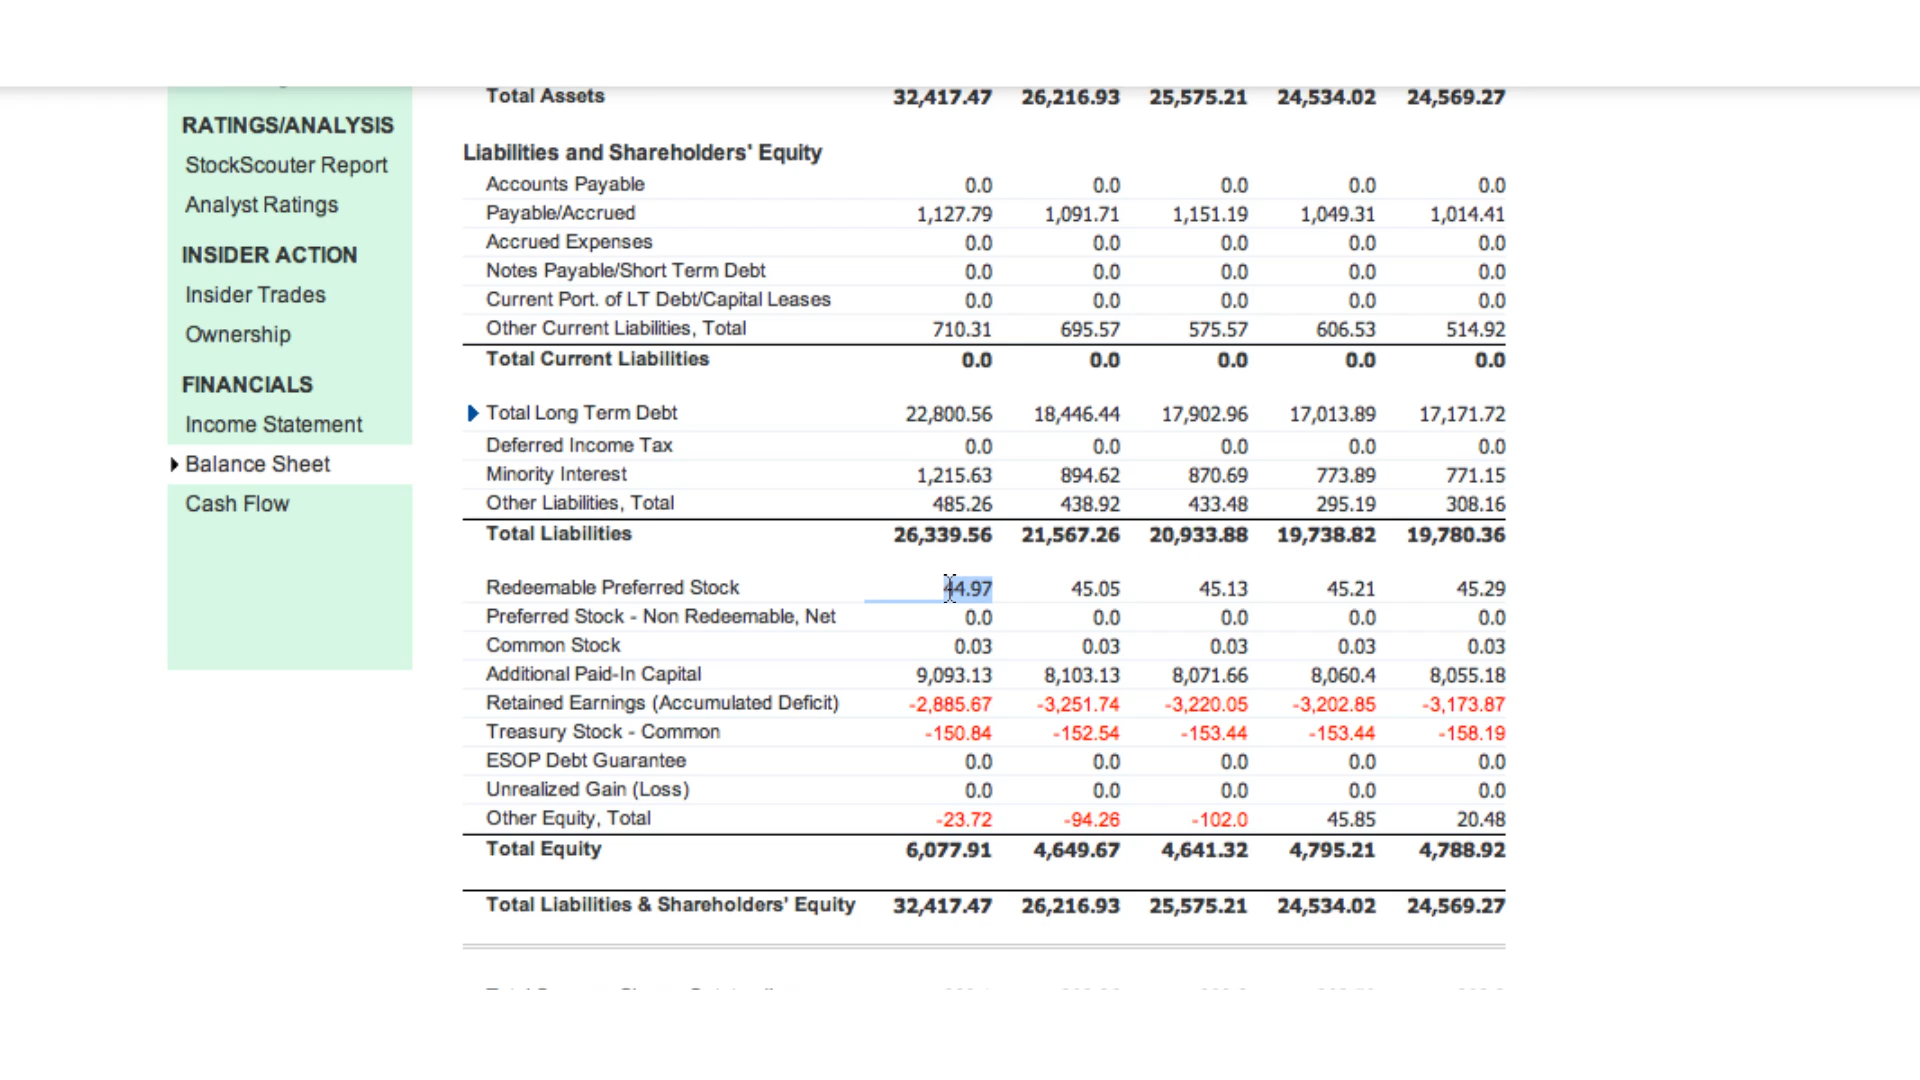 Total Assets 32,417.47 26,216.93 25,575.21 24,534.02 24,569.27
RATINGS/ANALYSIS
StockScouter Report
Analyst Ratings
INSIDER ACTION
Insider Trades
Ownership
FINANCIALS
Income Statement
Balance Sheet
Cash Flow
Liabilities and Shareholders' Equity
Accounts Payable 0.0 0.0 0.0 0.0 0.0
Payable/Accrued 1,127.79 1,091.71 1,151.19 1,049.31 1,014.41
Accrued Expenses 0.0 0.0 0.0 0.0 0.0
Notes Payable/Short Term Debt 0.0 0.0 0.0 0.0 0.0
Current Port. of LT Debt/Capital Leases 0.0 0.0 0.0 0.0 0.0
Other Current Liabilities, Total 710.31 695.57 575.57 606.53 514.92
Total Current Liabilities 0.0 0.0 0.0 0.0 0.0
Total Long Term Debt 22,800.56 18,446.44 17,902.96 17,013.89 17,171.72
Deferred Income Tax 0.0 0.0 0.0 0.0 0.0
Minority Interest 1,215.63 894.62 870.69 773.89 771.15
Other Liabilities, Total 485.26 438.92 433.48 295.19 308.16
Total Liabilities 26,339.56 21,567.26 20,933.88 19,738.82 19,780.36
Redeemable Preferred Stock 44.97 45.05 45.13 45.21 45.29
Preferred Stock - Non Redeemable, Net 0.0 0.0 0.0 0.0 0.0
Common Stock 0.03 0.03 0.03 0.03 0.03
Additional Paid-In Capital 9,093.13 8,103.13 8,071.66 8,060.4 8,055.18
Retained Earnings (Accumulated Deficit) -2,885.67 -3,251.74 -3,220.05 -3,202.85 -3,173.87
Treasury Stock - Common -150.84 -152.54 -153.44 -153.44 -158.19
ESOP Debt Guarantee 0.0 0.0 0.0 0.0 0.0
Unrealized Gain (Loss) 0.0 0.0 0.0 0.0 0.0
Other Equity, Total -23.72 -94.26 -102.0 45.85 20.48
Total Equity 6,077.91 4,649.67 4,641.32 4,795.21 4,788.92
Total Liabilities & Shareholders' Equity 32,417.47 26,216.93 25,575.21 24,534.02 24,569.27